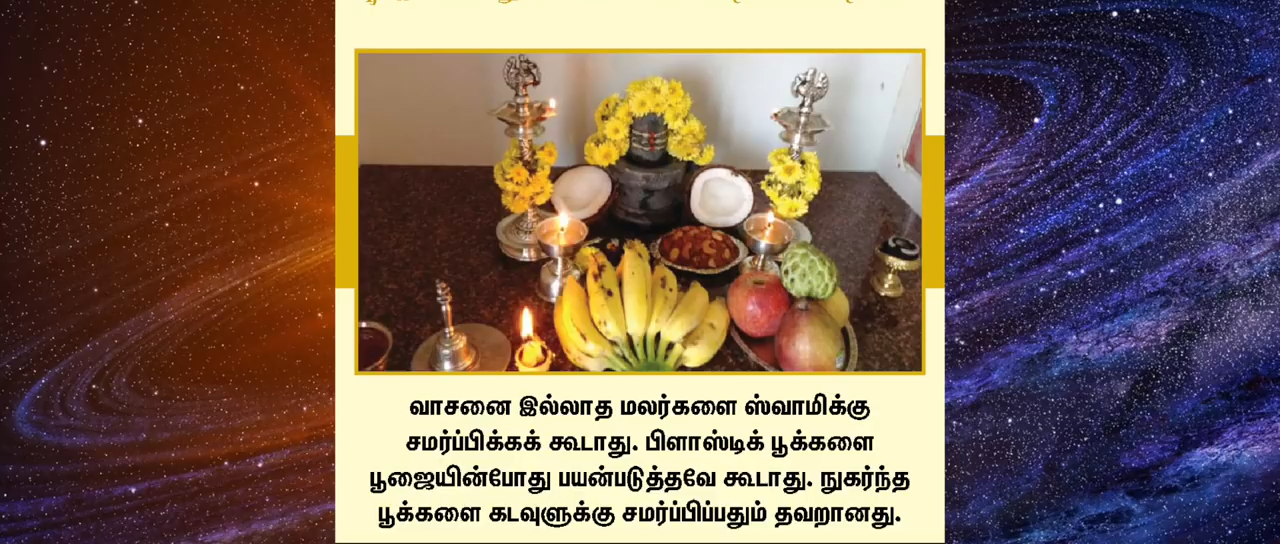 வாசனை இல்லாத மலர்களை ஸ்வாமிக்கு
சமர்ப்பிக்கக் கூடாது. பிளாஸ்டிக் பூக்களை
பூஜையின்போது பயன்படுத்தவே கூடாது. நுகர்ந்த
பூக்களை கடவுளுக்கு சமர்ப்பிப்பதும் தவறானது.